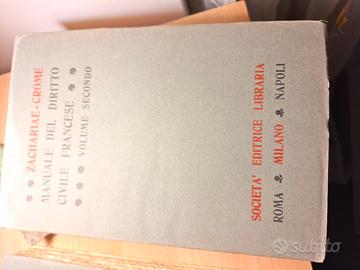 ZACHARIAE-CROME
MANUALE DEL DIRITTO
CIVILE FRANCESE
VOLUME SECONDO
SOCIETA' EDITRICE LIBRARIA
ROMA MILANO NAPOLI
subito